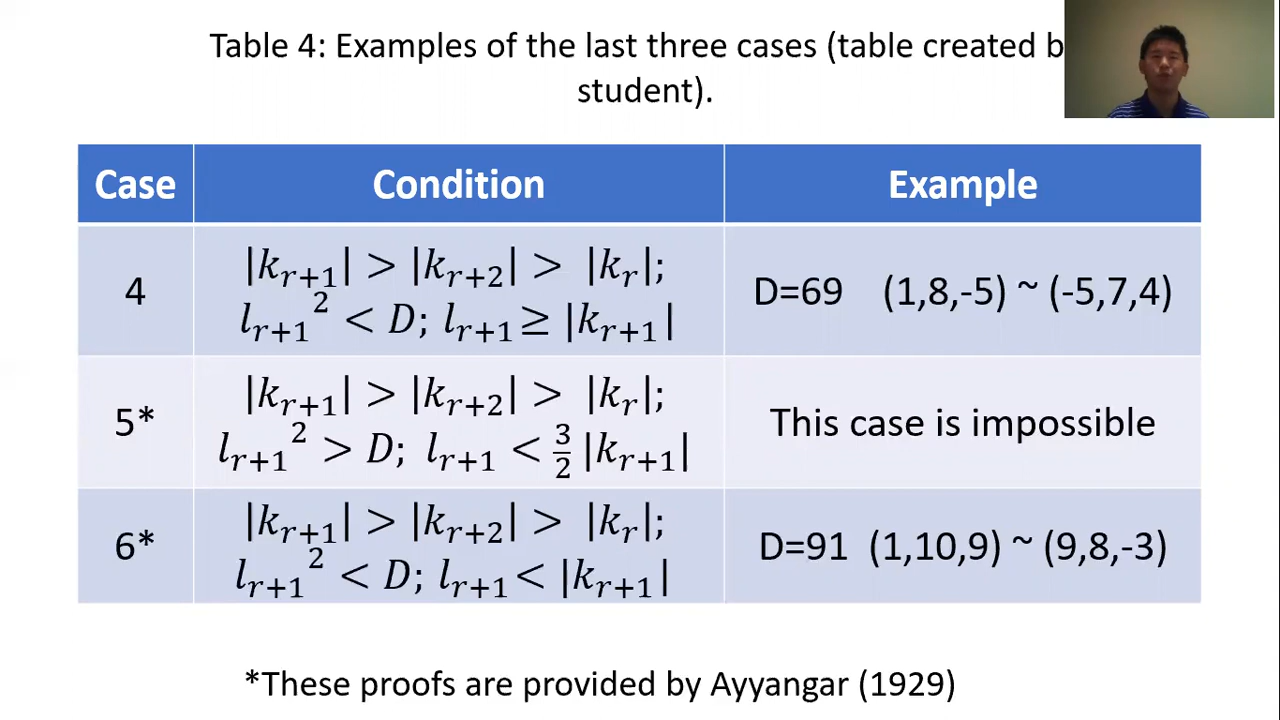 Table 4: Examples of the last three cases (table created b
student).
Case Condition Example
4 |k_{r+1}| > |k_{r+2}| > |k_r|; D=69 (1,8,-5) ~ (-5,7,4)
l_{r+1}^2 < D; l_{r+1} ≥ |k_{r+1}|
5* |k_{r+1}| > |k_{r+2}| > |k_r|; This case is impossible
l_{r+1}^2 > D; l_{r+1} < 3/2 |k_{r+1}|
6* |k_{r+1}| > |k_{r+2}| > |k_r|; D=91 (1,10,9) ~ (9,8,-3)
l_{r+1}^2 < D; l_{r+1} < |k_{r+1}|
*These proofs are provided by Ayyangar (1929)